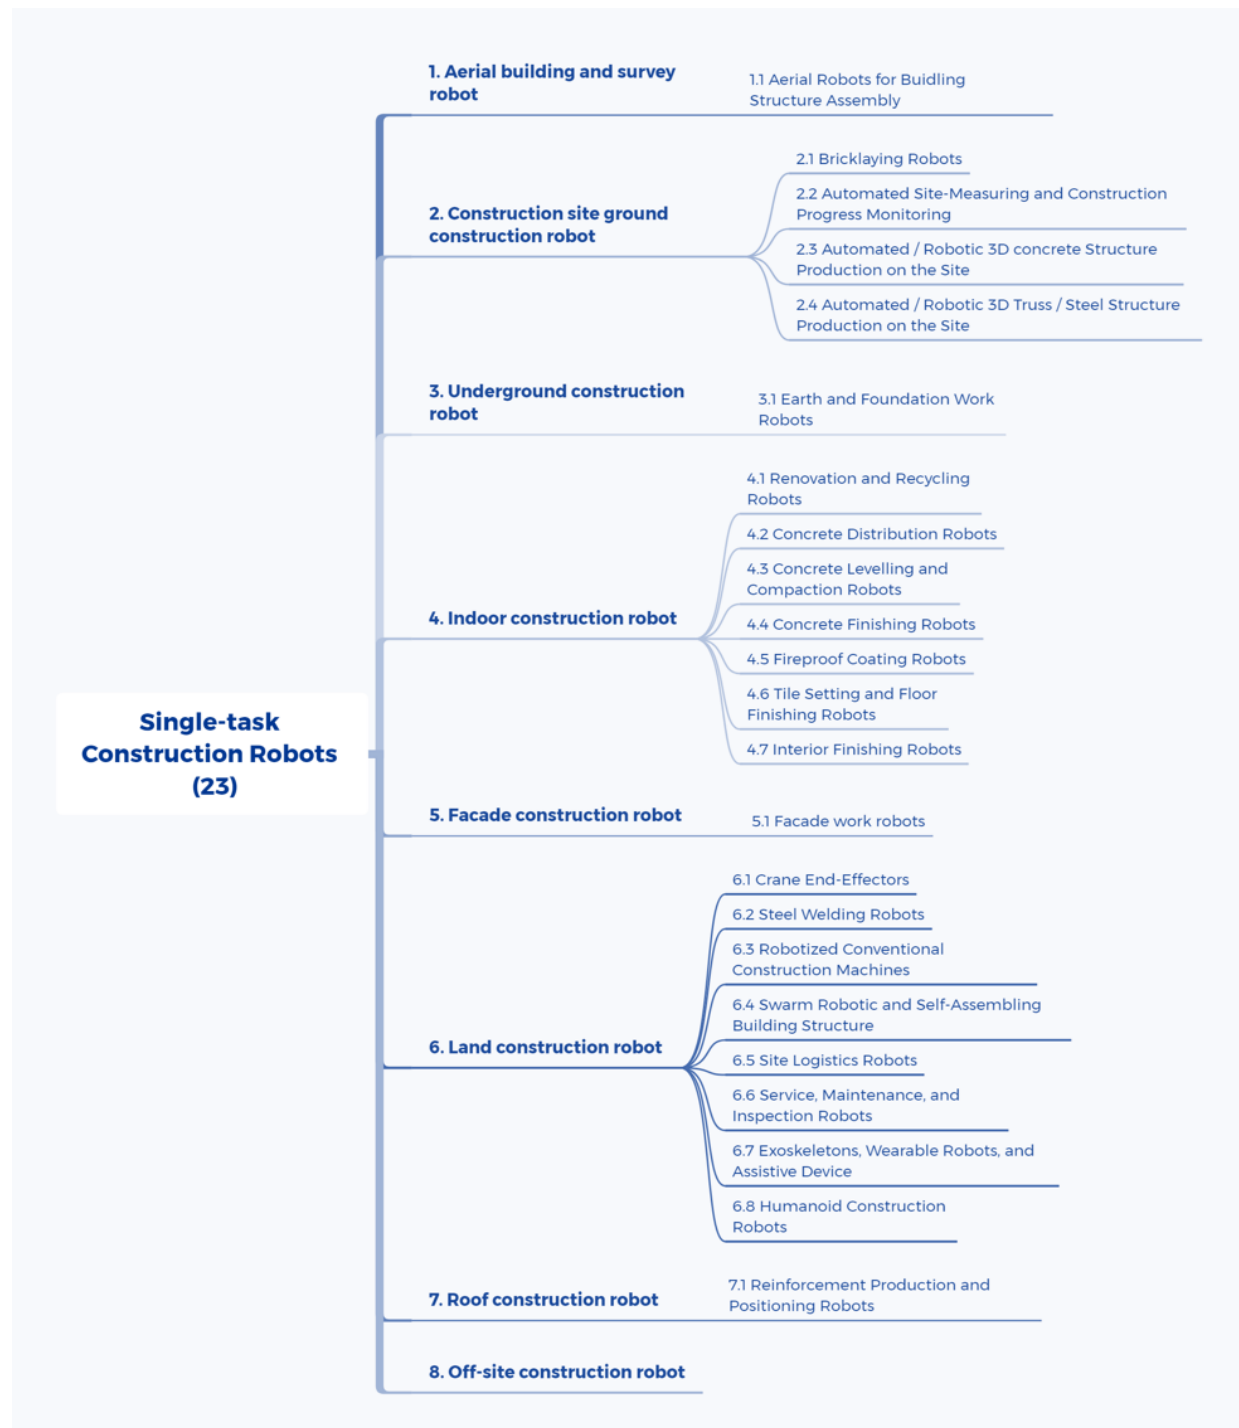 1. Aerial building and survey
robot
1.1 Aerial Robots for Buidling
Structure Assembly
2. Construction site ground
construction robot
2.1 Bricklaying Robots
2.2 Automated Site-Measuring and Construction
Progress Monitoring
2.3 Automated / Robotic 3D concrete Structure
Production on the Site
2.4 Automated / Robotic 3D Truss / Steel Structure
Production on the Site
3. Underground construction
robot
3.1 Earth and Foundation Work
Robots
4. Indoor construction robot
4.1 Renovation and Recycling
Robots
4.2 Concrete Distribution Robots
4.3 Concrete Levelling and
Compaction Robots
4.4 Concrete Finishing Robots
4.5 Fireproof Coating Robots
4.6 Tile Setting and Floor
Finishing Robots
4.7 Interior Finishing Robots
Single-task
Construction Robots
(23)
5. Facade construction robot
5.1 Facade work robots
6. Land construction robot
6.1 Crane End-Effectors
6.2 Steel Welding Robots
6.3 Robotized Conventional
Construction Machines
6.4 Swarm Robotic and Self-Assembling
Building Structure
6.5 Site Logistics Robots
6.6 Service, Maintenance, and
Inspection Robots
6.7 Exoskeletons, Wearable Robots, and
Assistive Device
6.8 Humanoid Construction
Robots
7. Roof construction robot
7.1 Reinforcement Production and
Positioning Robots
8. Off-site construction robot